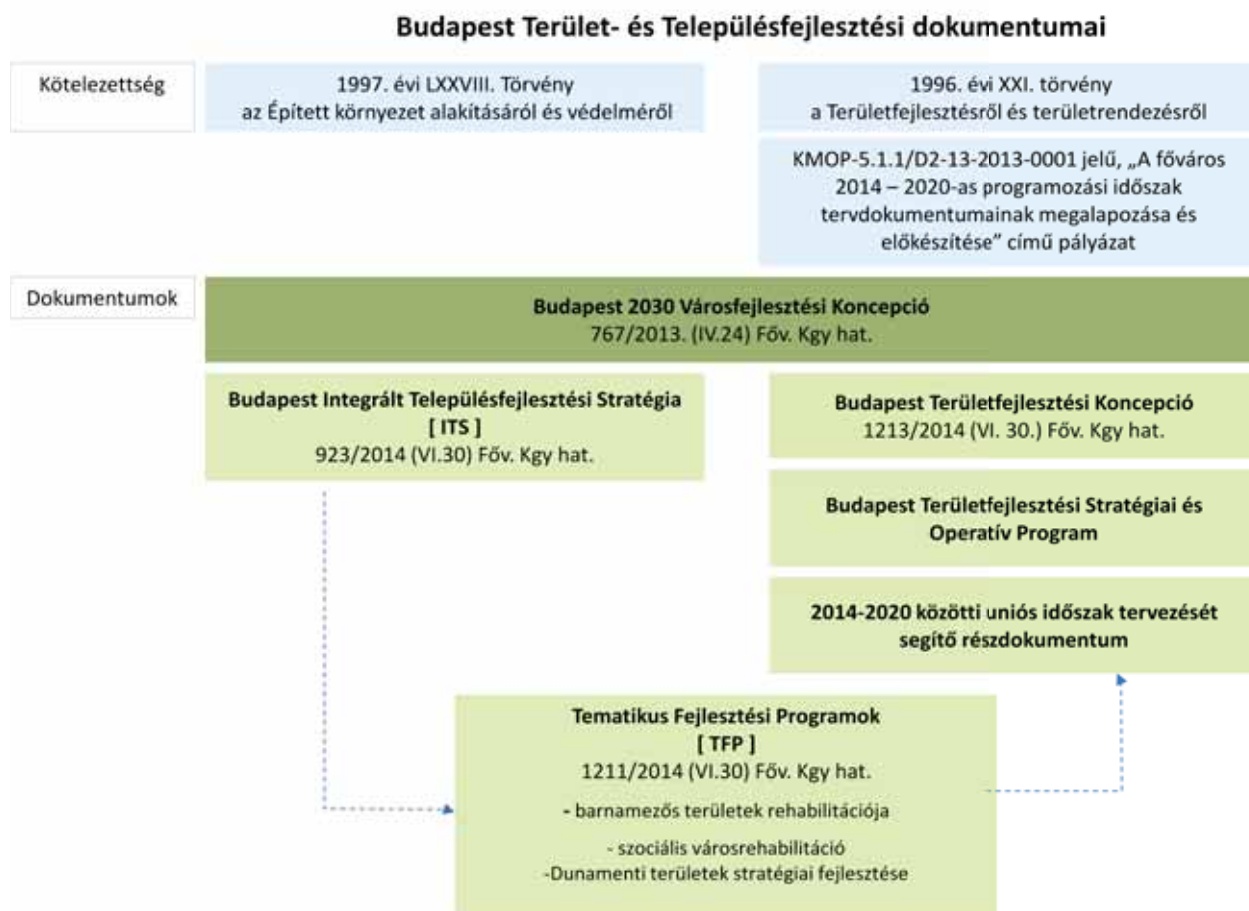 Budapest Terület- és Településfejlesztési dokumentumai
Kötelezettség
1997. évi LXXVIII. Törvény
az Épített környezet alakításáról és védelméről
1996. évi XXI. törvény
a Területfejlesztésről és területrendezésről
KMOP-5.1.1/D2-13-2013-0001 jelű, „A főváros
2014 – 2020-as programozási időszak
tervdokumentumainak megalapozása és
előkészítése” című pályázat
Dokumentumok
Budapest 2030 Városfejlesztési Koncepció
767/2013. (IV.24) Főv. Kgy hat.
Budapest Integrált Településfejlesztési Stratégia
[ ITS ]
923/2014 (VI.30) Főv. Kgy hat.
Budapest Területfejlesztési Koncepció
1213/2014 (VI. 30.) Főv. Kgy hat.
Budapest Területfejlesztési Stratégiai és
Operatív Program
2014-2020 közötti uniós időszak tervezését
segítő részdokumentum
Tematikus Fejlesztési Programok
[ TFP ]
1211/2014 (VI.30) Főv. Kgy hat.
- barnamezős területek rehabilitációja
- szociális városrehabilitáció
-Dunamenti területek stratégiai fejlesztése